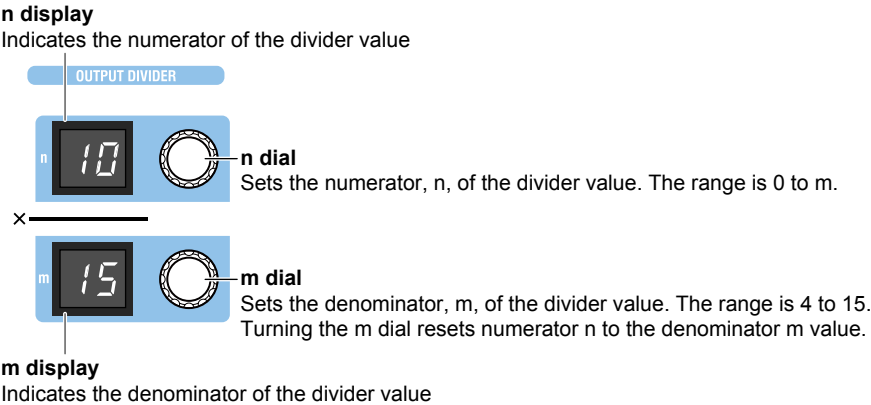 n display
Indicates the numerator of the divider value
OUTPUT DIVIDER
n
10
n dial
Sets the numerator, n, of the divider value. The range is 0 to m.
×
m
15
m dial
Sets the denominator, m, of the divider value. The range is 4 to 15.
Turning the m dial resets numerator n to the denominator m value.
m display
Indicates the denominator of the divider value